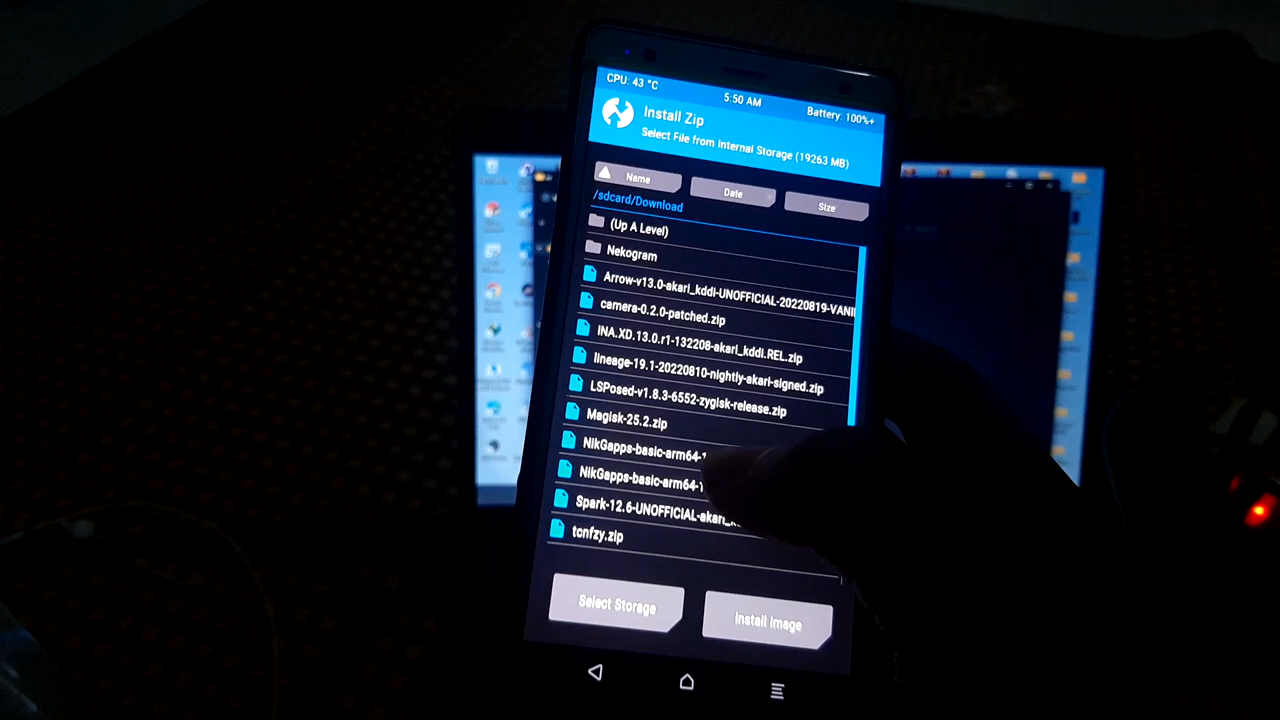 CPU: 43 °C
5:50 AM
Battery: 100%+
Install Zip
Select File from Internal Storage (19263 MB)
Name
Date
Size
/sdcard/Download
(Up A Level)
Nekogram
Arrow-v13.0-akari_kddi-UNOFFICIAL-20220819-VANI
camera-0.2.0-patched.zip
INA.XD.13.0.r1-132208-akari_kddi.REL.zip
lineage-19.1-20220810-nightly-akari-signed.zip
LSPosed-v1.8.3-6552-zygisk-release.zip
Magisk-25.2.zip
NikGapps-basic-arm64-1
NikGapps-basic-arm64-1
Spark-12.6-UNOFFICIAL-akari_k
tcnfzy.zip
Select Storage
Install Image